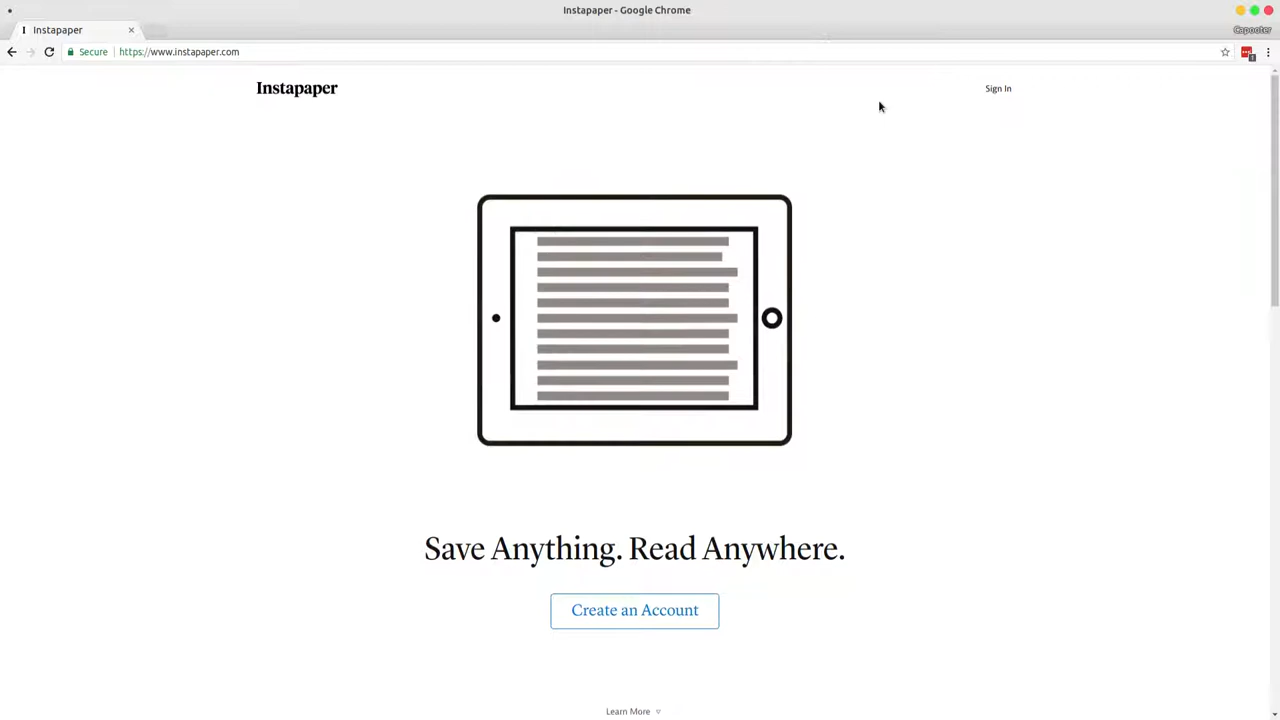 Instapaper - Google Chrome
Instapaper
Capooter
Secure https://www.instapaper.com
Instapaper
Sign In
Save Anything. Read Anywhere.
Create an Account
Learn More